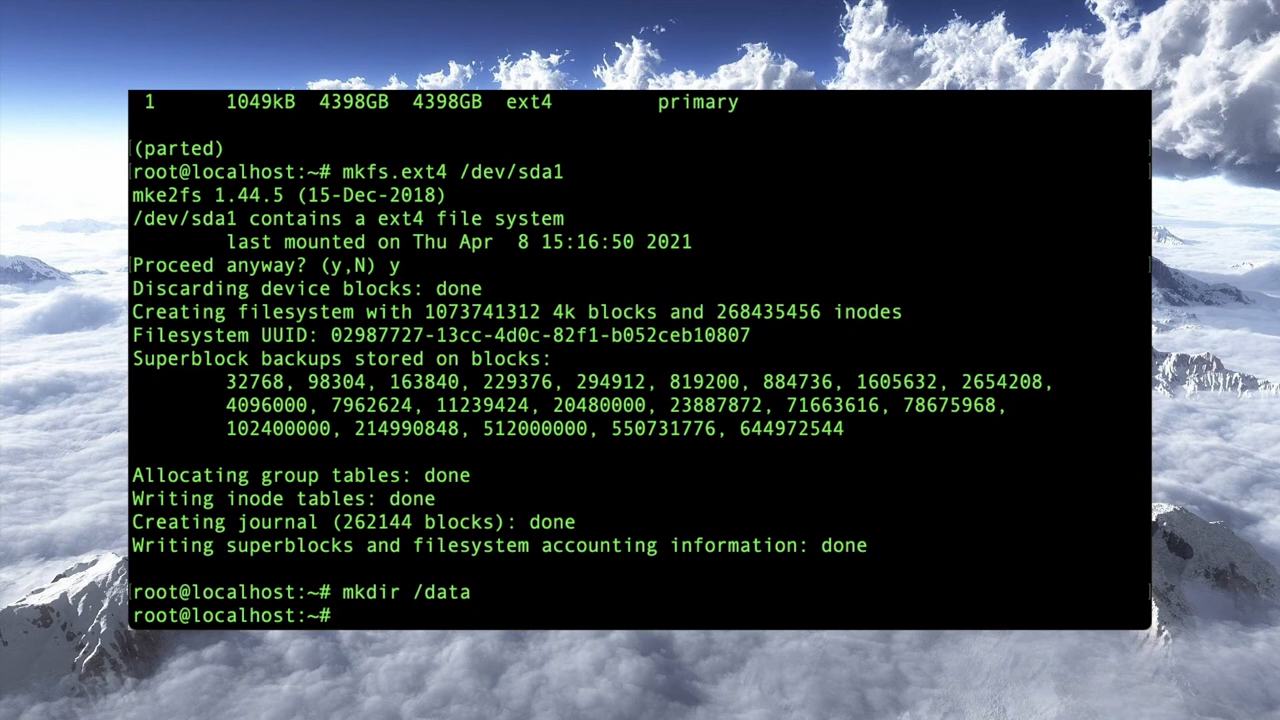 1 1049kB 4398GB 4398GB ext4 primary
(parted)
root@localhost:~# mkfs.ext4 /dev/sda1
mke2fs 1.44.5 (15-Dec-2018)
/dev/sda1 contains a ext4 file system
last mounted on Thu Apr  8 15:16:50 2021
Proceed anyway? (y,N) y
Discarding device blocks: done
Creating filesystem with 1073741312 4k blocks and 268435456 inodes
Filesystem UUID: 02987727-13cc-4d0c-82f1-b052ceb10807
Superblock backups stored on blocks:
32768, 98304, 163840, 229376, 294912, 819200, 884736, 1605632, 2654208,
4096000, 7962624, 11239424, 20480000, 23887872, 71663616, 78675968,
102400000, 214990848, 512000000, 550731776, 644972544
Allocating group tables: done
Writing inode tables: done
Creating journal (262144 blocks): done
Writing superblocks and filesystem accounting information: done
root@localhost:~# mkdir /data
root@localhost:~#